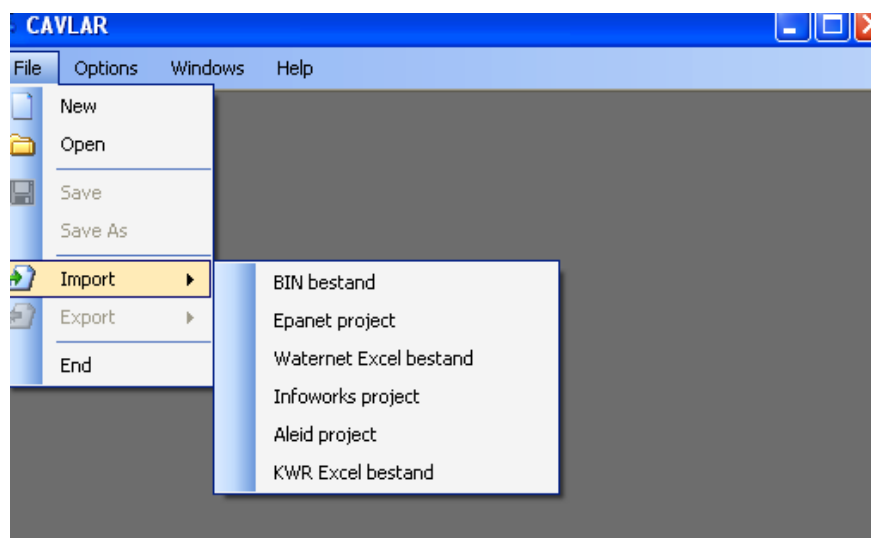 CAVLAR
File Options Windows Help
New
Open
Save
Save As
Import
Export
End
BIN bestand
Epanet project
Waternet Excel bestand
Infoworks project
Aleid project
KWR Excel bestand